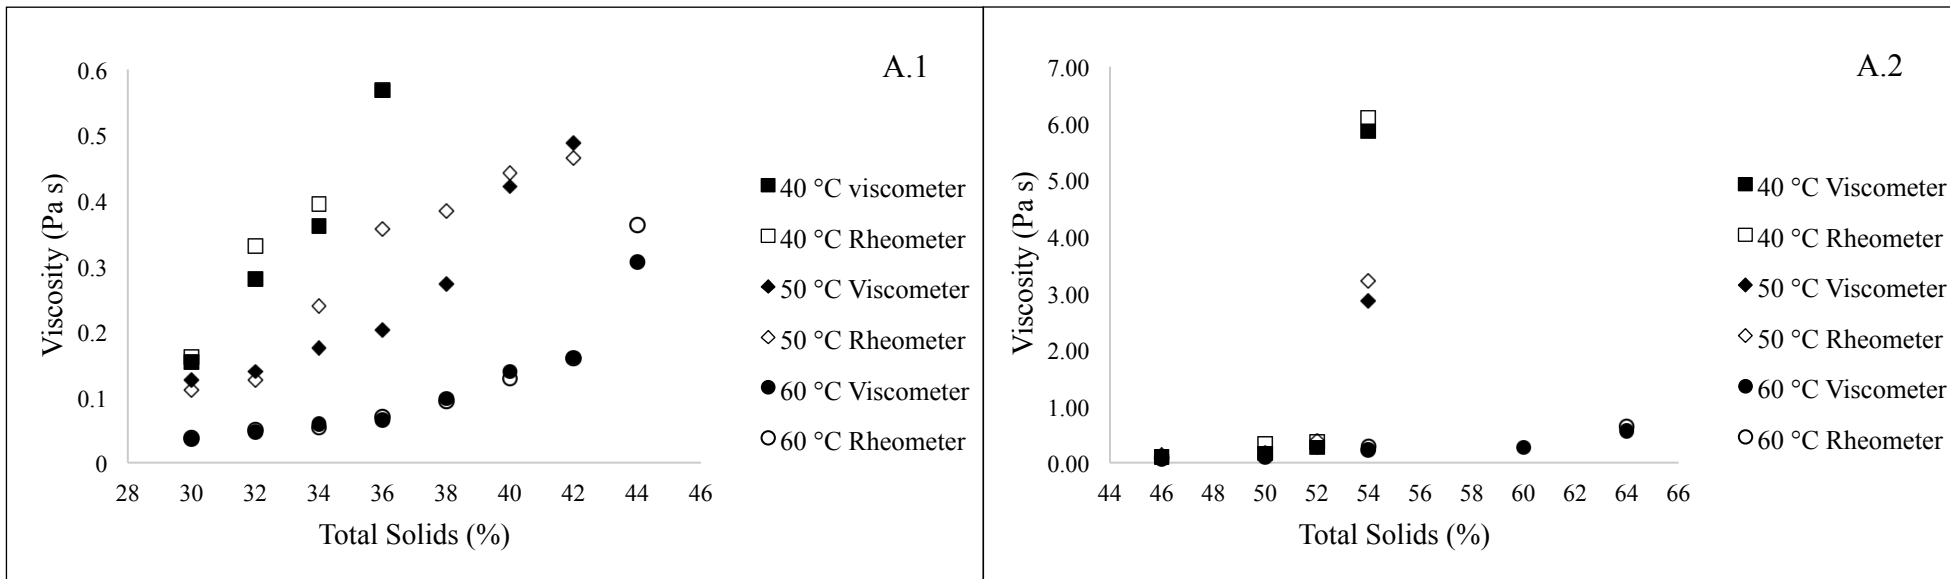 A.1
0.6
0.5
0.4
0.3
0.2
0.1
0
28 30 32 34 36 38 40 42 44 46
Total Solids (%)
Viscosity (Pa s)
40 °C viscometer
40 °C Rheometer
50 °C Viscometer
50 °C Rheometer
60 °C Viscometer
60 °C Rheometer
A.2
7.00
6.00
5.00
4.00
3.00
2.00
1.00
0.00
44 46 48 50 52 54 56 58 60 62 64 66
Total Solids (%)
Viscosity (Pa s)
40 °C Viscometer
40 °C Rheometer
50 °C Viscometer
50 °C Rheometer
60 °C Viscometer
60 °C Rheometer